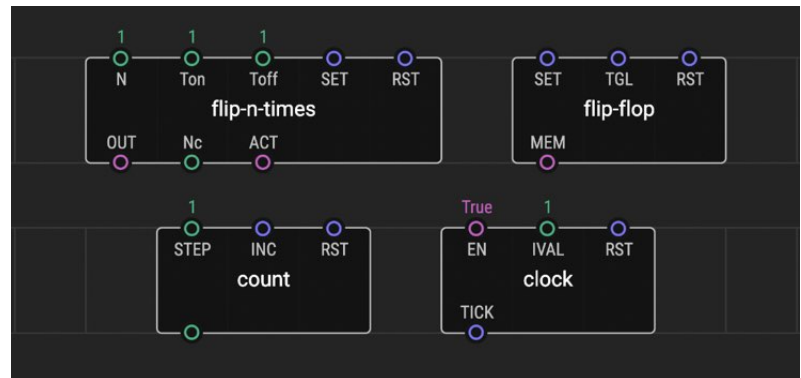 1 1 1
N Ton Toff SET RST SET TGL RST
flip-n-times flip-flop
OUT Nc ACT MEM
1 True 1
STEP INC RST EN IVAL RST
count clock
TICK